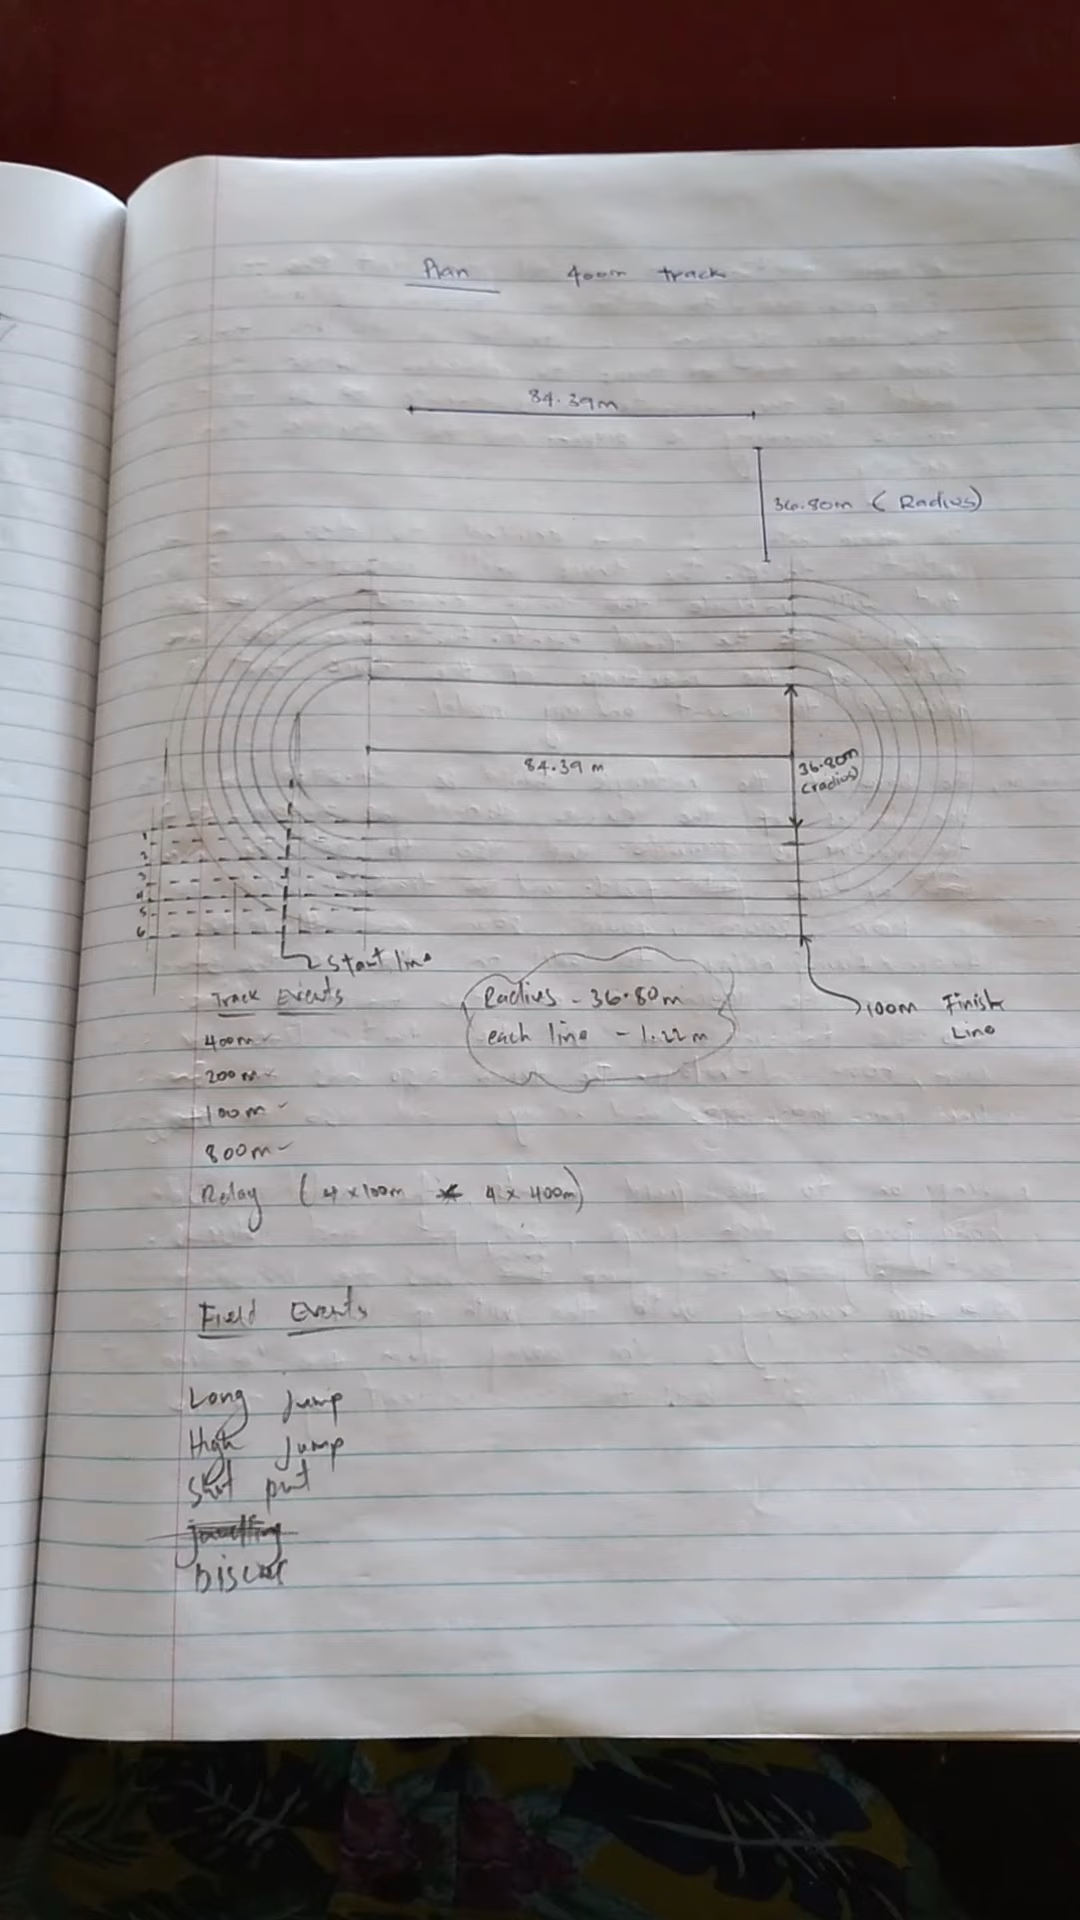 Plan 400m track
84.39m
36.80m (Radius)
84.39 m
36.80m
(radius)
1
2
3
4
5
6
Start line
Track Events
Radius - 36.80m
each line - 1.22m
100m Finish
Line
400m
200m
100m
800m
Relay (4x100m 4 x 400m)
Field Events
Long Jump
High Jump
Shot put
Discus